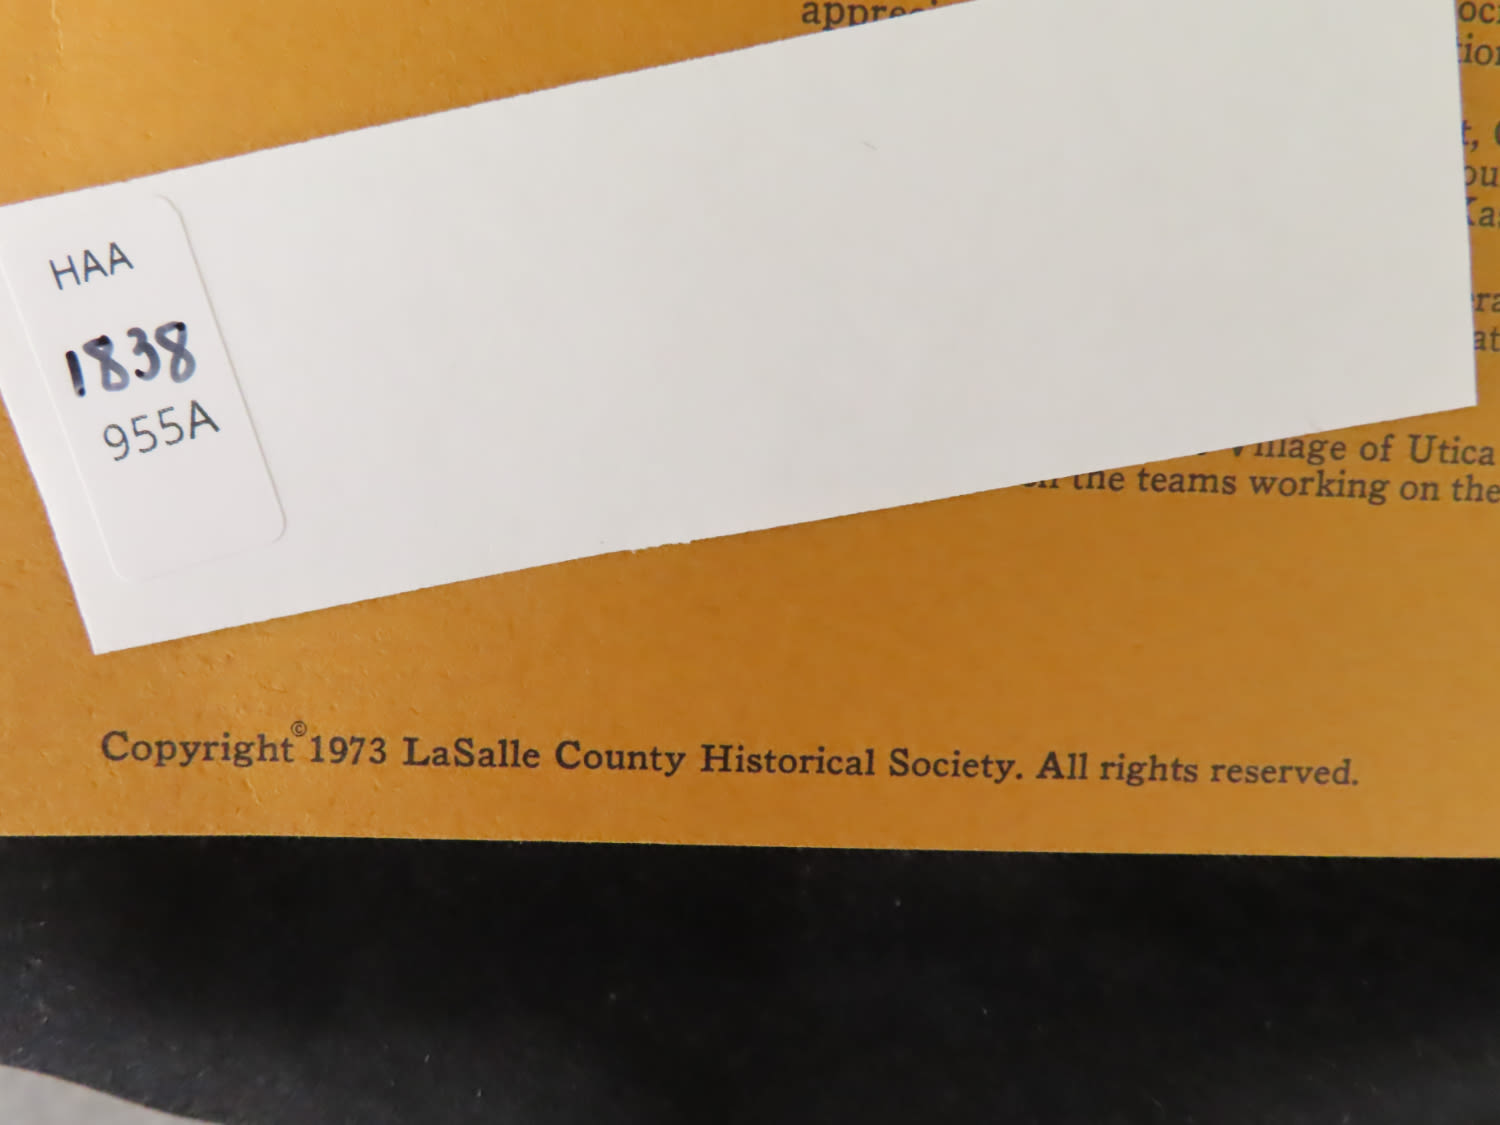 HAA
1838
955A
Village of Utica
the teams working on the
Copyright © 1973 LaSalle County Historical Society. All rights reserved.